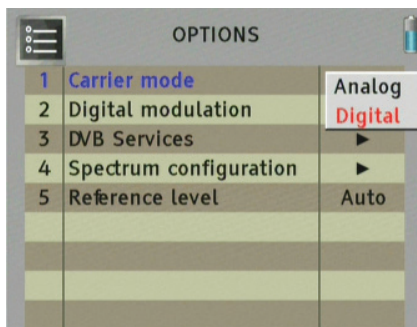 OPTIONS
1 Carrier mode
Analog
2 Digital modulation
Digital
3 DVB Services
4 Spectrum configuration
5 Reference level Auto